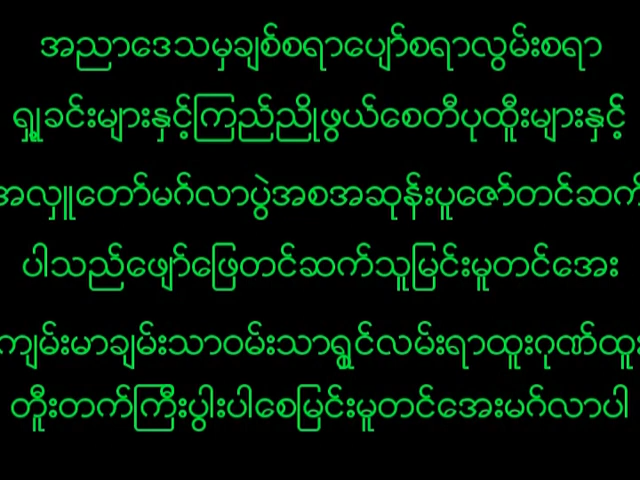 အညာဒေသမှချစ်စရာပျော်စရာလွမ်းစရာ
ရှုခင်းများနှင့်ကြည်ညိုဖွယ်စေတီပုထိုးများနှင့်
အလှူတော်မင်္ဂလာပွဲအစအဆုန်းပူဇော်တင်ဆက်
ပါသည်ဖျော်ဖြေတင်ဆက်သူမြင်းမူတင်အေး
ကျမ်းမာချမ်းသာဝမ်းသာရွှင်လမ်းရာထူးဂုဏ်ထူး
တိူးတက်ကြီးပွါးပါစေမြင်းမူတင်အေးမင်္ဂလာပါ